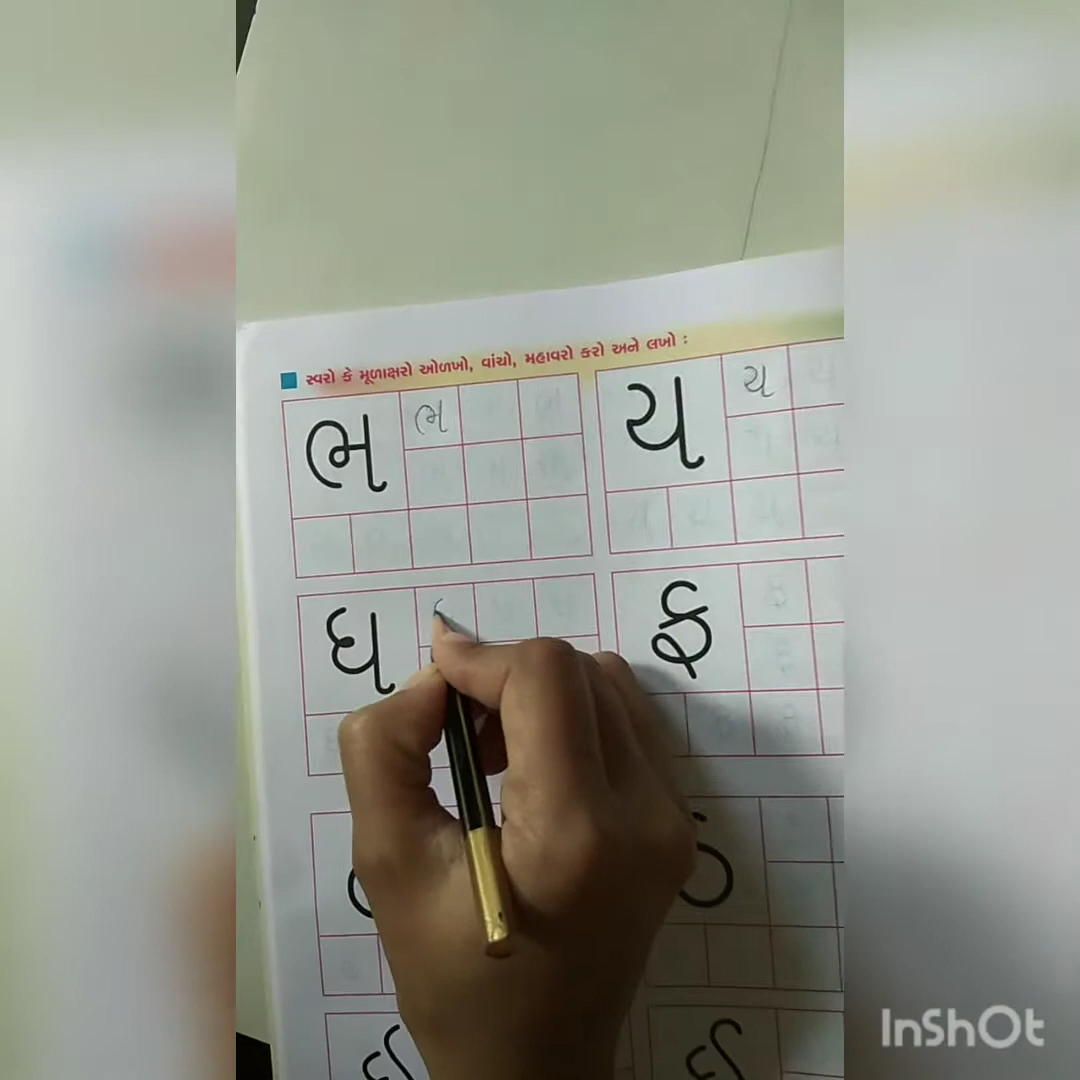 સ્વરો કે મૂળાક્ષરો ઓળખો, વાંચો, મહાવરો કરો અને લખો :
ભ ભ ય ય
ઘ ફ
ઈ ઈ
InShOt